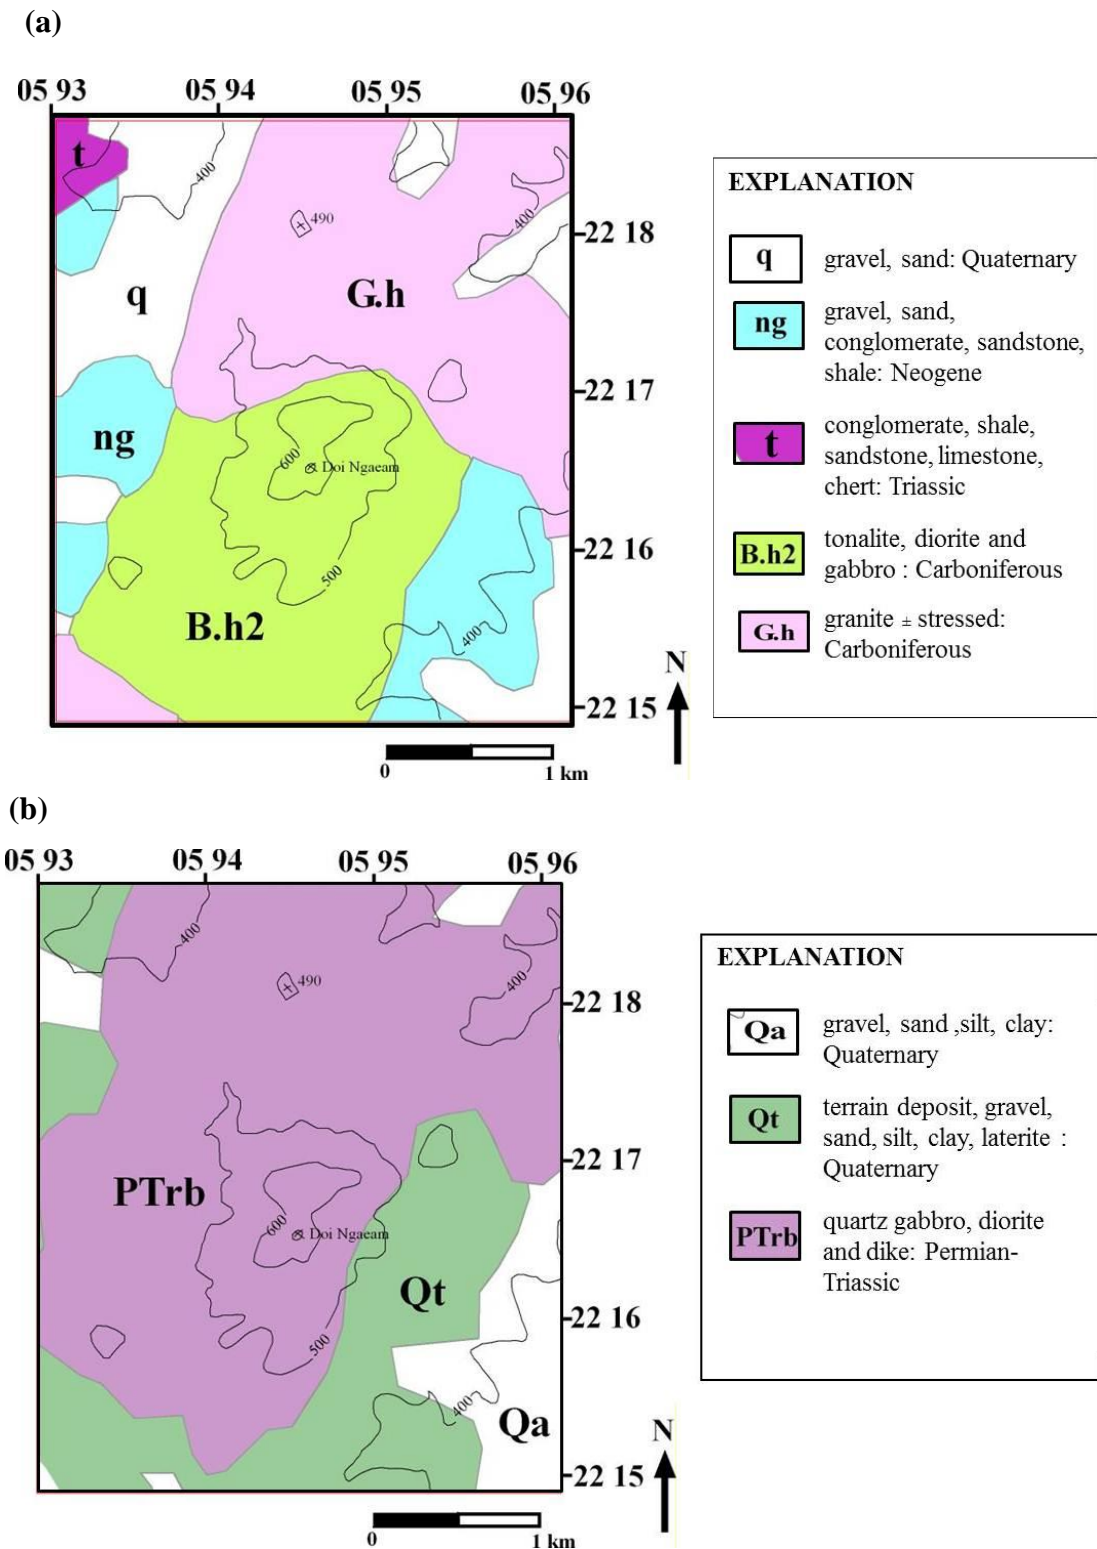 (a)
05 93 05 94 05 95 05 96
t
400
490
400
22 18
q
G.h
22 17
ng
600
Doi Ngaeam
22 16
500
B.h2
400
22 15
N
0 1 km
EXPLANATION
q gravel, sand: Quaternary
ng gravel, sand,
conglomerate, sandstone,
shale: Neogene
t conglomerate, shale,
sandstone, limestone,
chert: Triassic
B.h2 tonalite, diorite and
gabbro : Carboniferous
G.h granite ± stressed:
Carboniferous
(b)
05 93 05 94 05 95 05 96
400
490
400
22 18
22 17
PTrb
600
Doi Ngaeam
Qt
22 16
500
400
Qa
22 15
N
0 1 km
EXPLANATION
Qa gravel, sand ,silt, clay:
Quaternary
Qt terrain deposit, gravel,
sand, silt, clay, laterite :
Quaternary
PTrb quartz gabbro, diorite
and dike: Permian-
Triassic